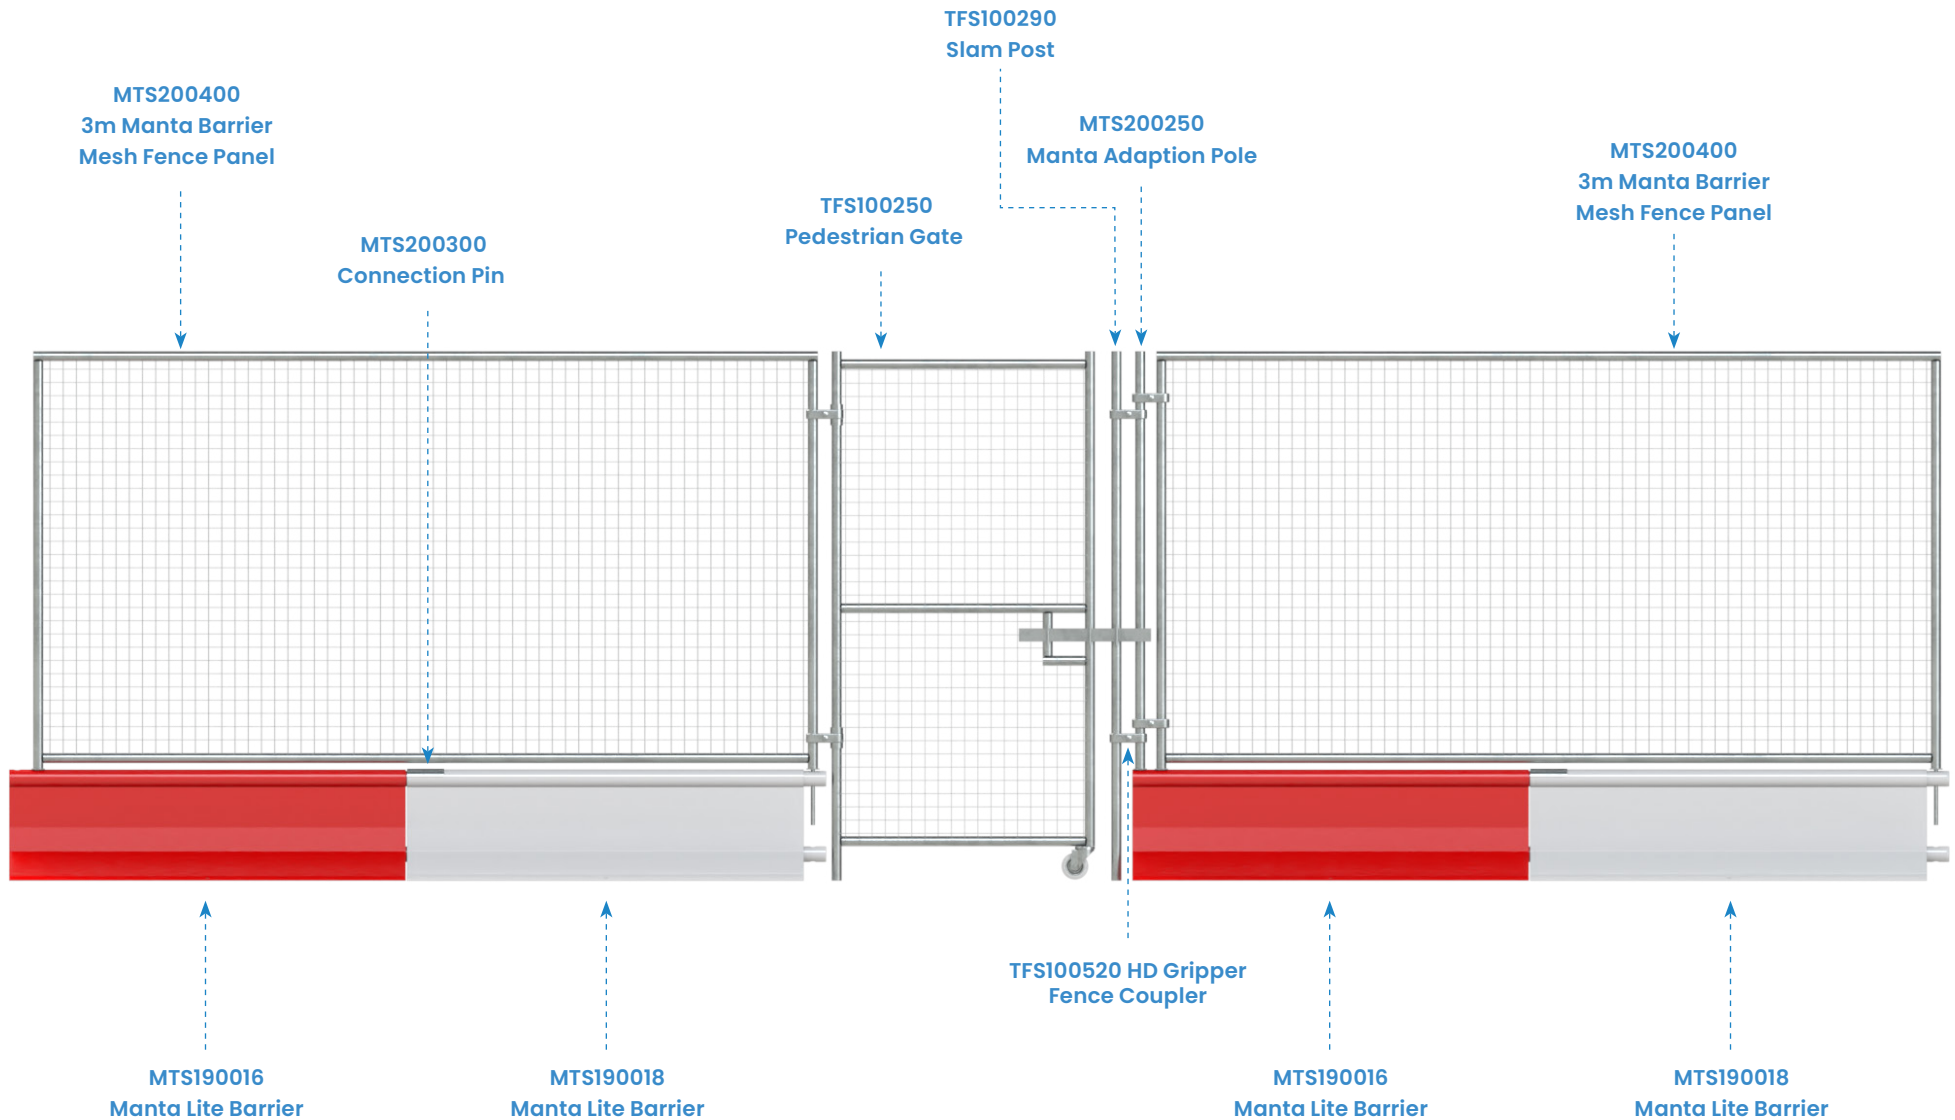 TFS100290
Slam Post
MTS200400
3m Manta Barrier
Mesh Fence Panel
MTS200250
Manta Adaption Pole
MTS200400
3m Manta Barrier
Mesh Fence Panel
TFS100250
Pedestrian Gate
MTS200300
Connection Pin
TFS100520 HD Gripper
Fence Coupler
MTS190016
Manta Lite Barrier
MTS190018
Manta Lite Barrier
MTS190016
Manta Lite Barrier
MTS190018
Manta Lite Barrier